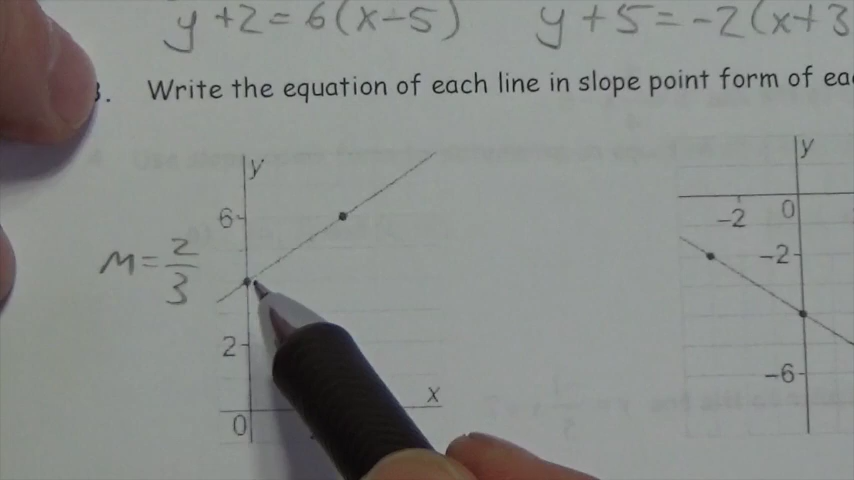 y+2=6(x-5) y+5=-2(x+3
3. Write the equation of each line in slope point form of ea
y y
6 -2 0
M=2/3 -2
2 -6
x
0